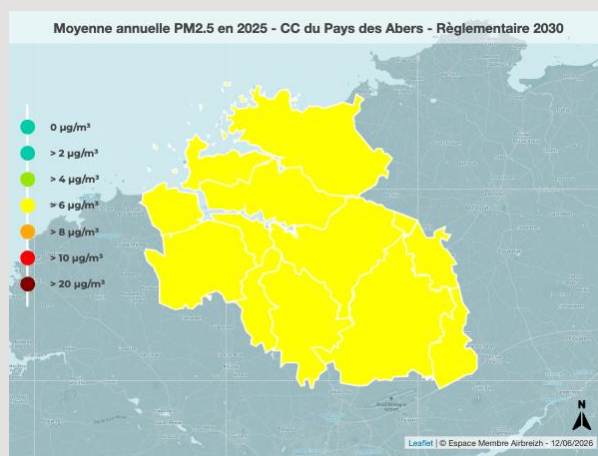 Moyenne annuelle PM2.5 en 2025 - CC du Pays des Abers - Règlementaire 2030
0 µg/m³
> 2 µg/m³
> 4 µg/m³
> 6 µg/m³
> 8 µg/m³
> 10 µg/m³
> 20 µg/m³
N
Leaflet | © Espace Membre Airbreizh - 12/06/2026